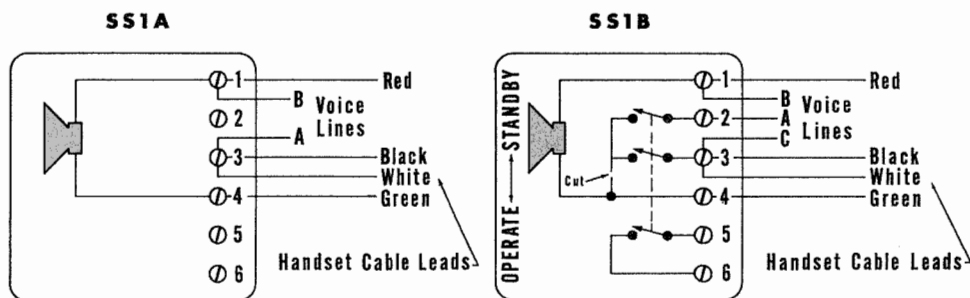 SS1A
1 Red
B Voice
2 Lines
A
3 Black
White
4 Green
5
Handset Cable Leads
6
SS1B
OPERATE ↔ STANDBY
1 Red
B Voice
2 A Lines
C
3 Black
Cut White
4 Green
5
Handset Cable Leads
6